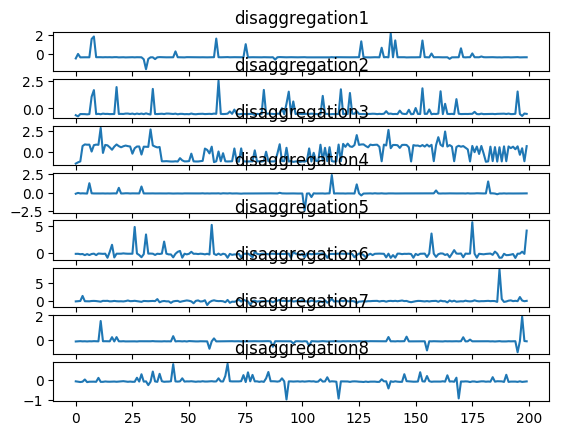 disaggregation1
2
0
disaggregation2
2.5
0.0
disaggregation3
2.5
0.0
disaggregation4
2.5
0.0
-2.5
disaggregation5
5
0
disaggregation6
5
0
disaggregation7
2
0
disaggregation8
0
-1
0 25 50 75 100 125 150 175 200